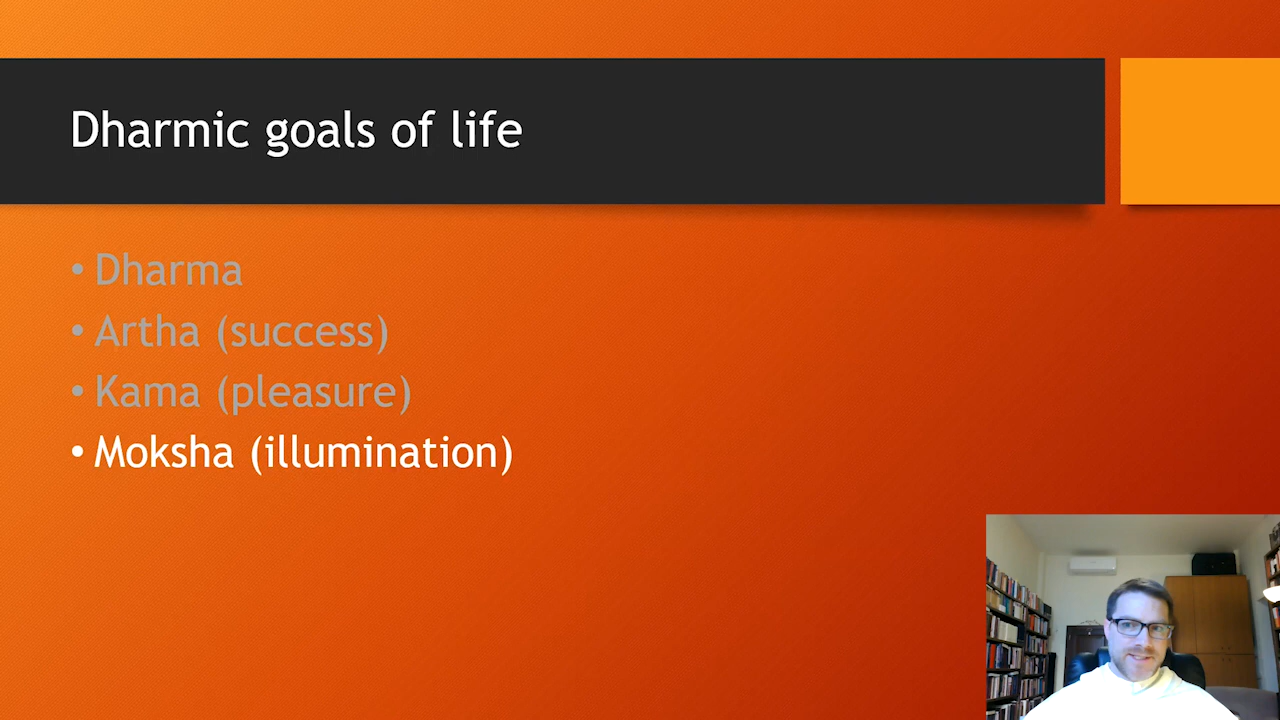 Dharmic goals of life
• Dharma
• Artha (success)
• Kama (pleasure)
• Moksha (illumination)